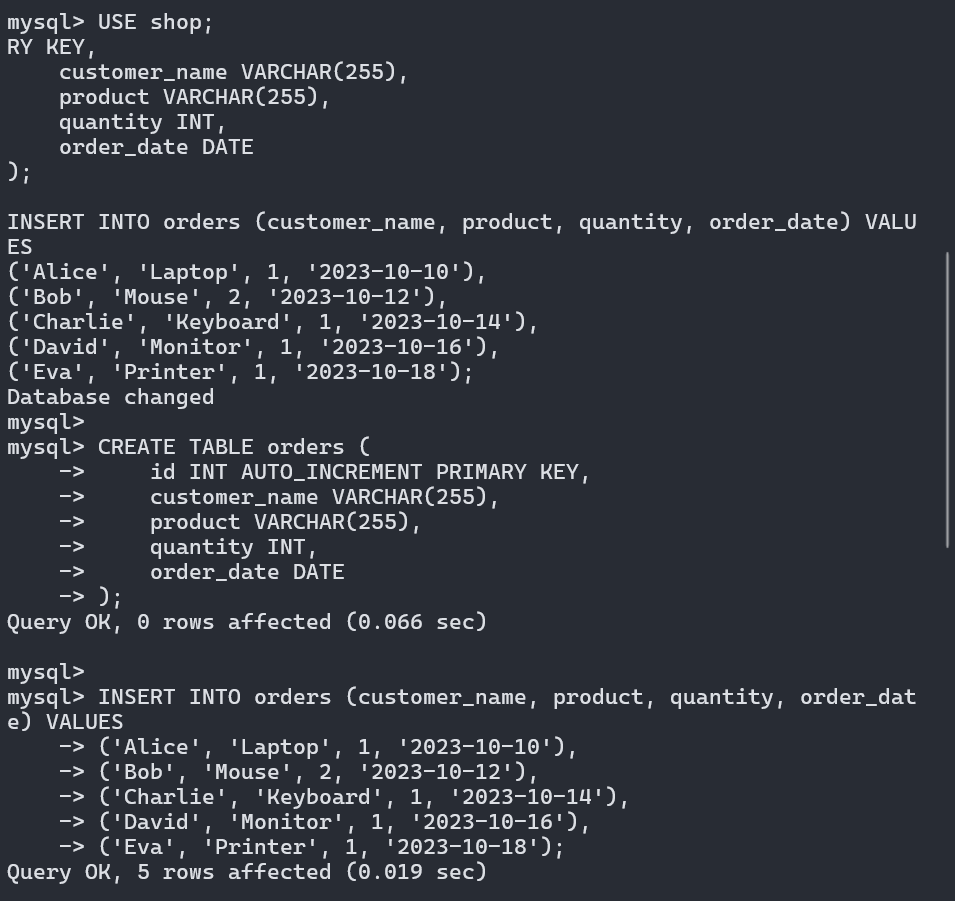 mysql> USE shop;
RY KEY,
    customer_name VARCHAR(255),
    product VARCHAR(255),
    quantity INT,
    order_date DATE
);

INSERT INTO orders (customer_name, product, quantity, order_date) VALU
ES
('Alice', 'Laptop', 1, '2023-10-10'),
('Bob', 'Mouse', 2, '2023-10-12'),
('Charlie', 'Keyboard', 1, '2023-10-14'),
('David', 'Monitor', 1, '2023-10-16'),
('Eva', 'Printer', 1, '2023-10-18');
Database changed
mysql>
mysql> CREATE TABLE orders (
    ->     id INT AUTO_INCREMENT PRIMARY KEY,
    ->     customer_name VARCHAR(255),
    ->     product VARCHAR(255),
    ->     quantity INT,
    ->     order_date DATE
    -> );
Query OK, 0 rows affected (0.066 sec)

mysql>
mysql> INSERT INTO orders (customer_name, product, quantity, order_dat
e) VALUES
    -> ('Alice', 'Laptop', 1, '2023-10-10'),
    -> ('Bob', 'Mouse', 2, '2023-10-12'),
    -> ('Charlie', 'Keyboard', 1, '2023-10-14'),
    -> ('David', 'Monitor', 1, '2023-10-16'),
    -> ('Eva', 'Printer', 1, '2023-10-18');
Query OK, 5 rows affected (0.019 sec)